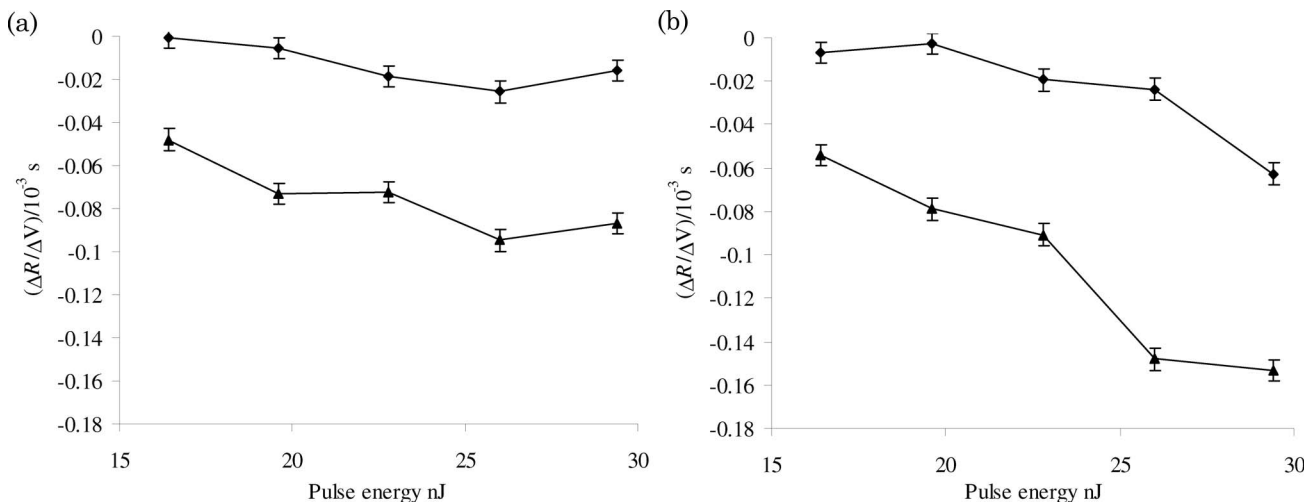 (a)
0
-0.02
-0.04
-0.06
-0.08
-0.1
-0.12
-0.14
-0.16
-0.18
(ΔR/ΔV)/10⁻³ s
15 20 25 30
Pulse energy nJ
(b)
0
-0.02
-0.04
-0.06
-0.08
-0.1
-0.12
-0.14
-0.16
-0.18
(ΔR/ΔV)/10⁻³ s
15 20 25 30
Pulse energy nJ